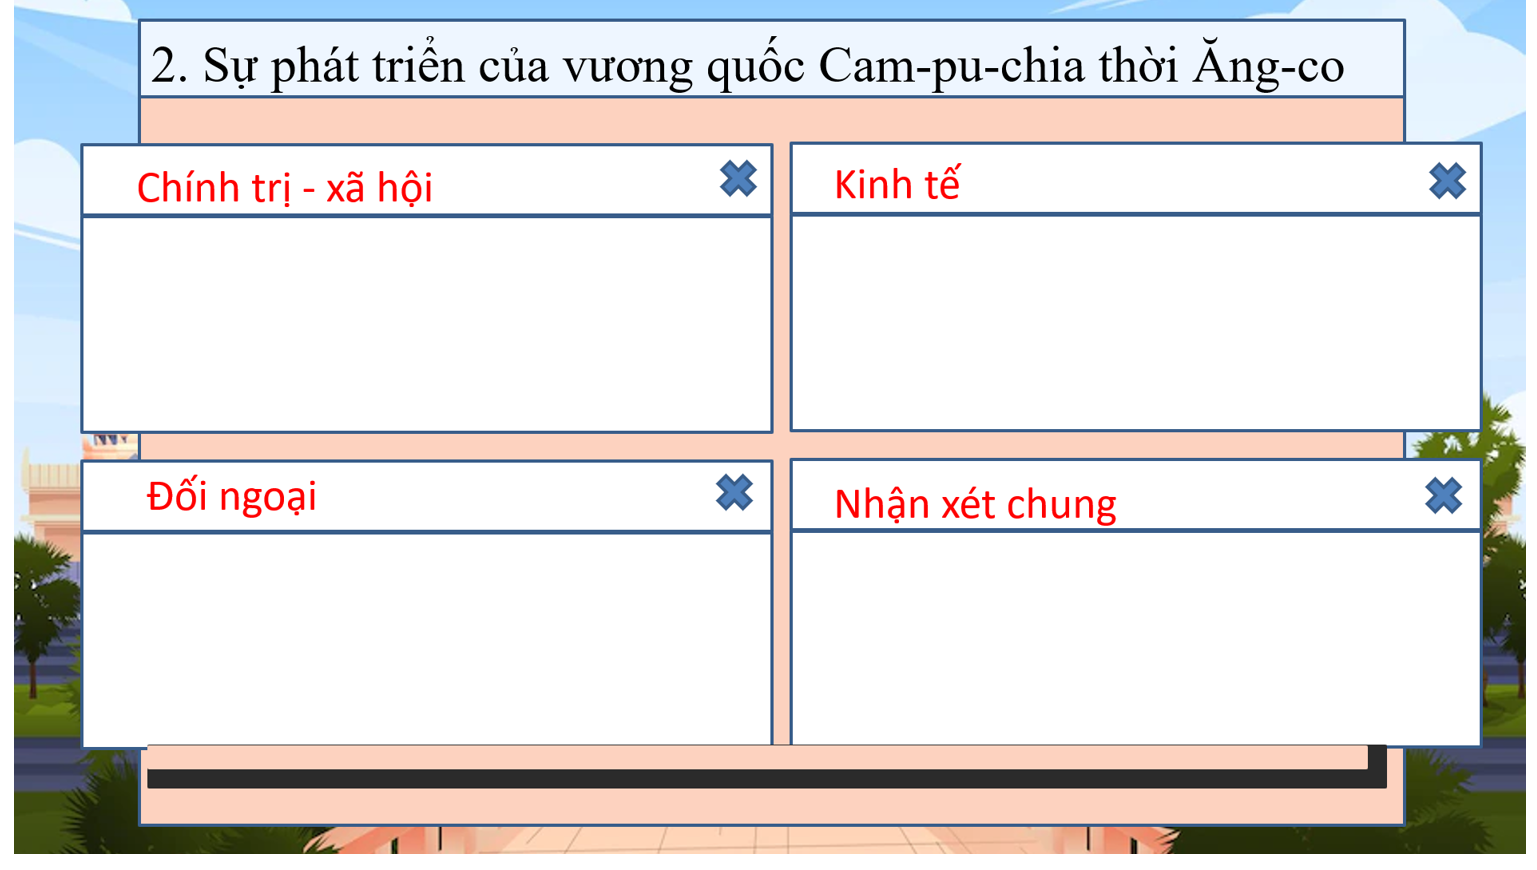 2. Sự phát triển của vương quốc Cam-pu-chia thời Ăng-co
Chính trị - xã hội
Kinh tế
Đối ngoại
Nhận xét chung